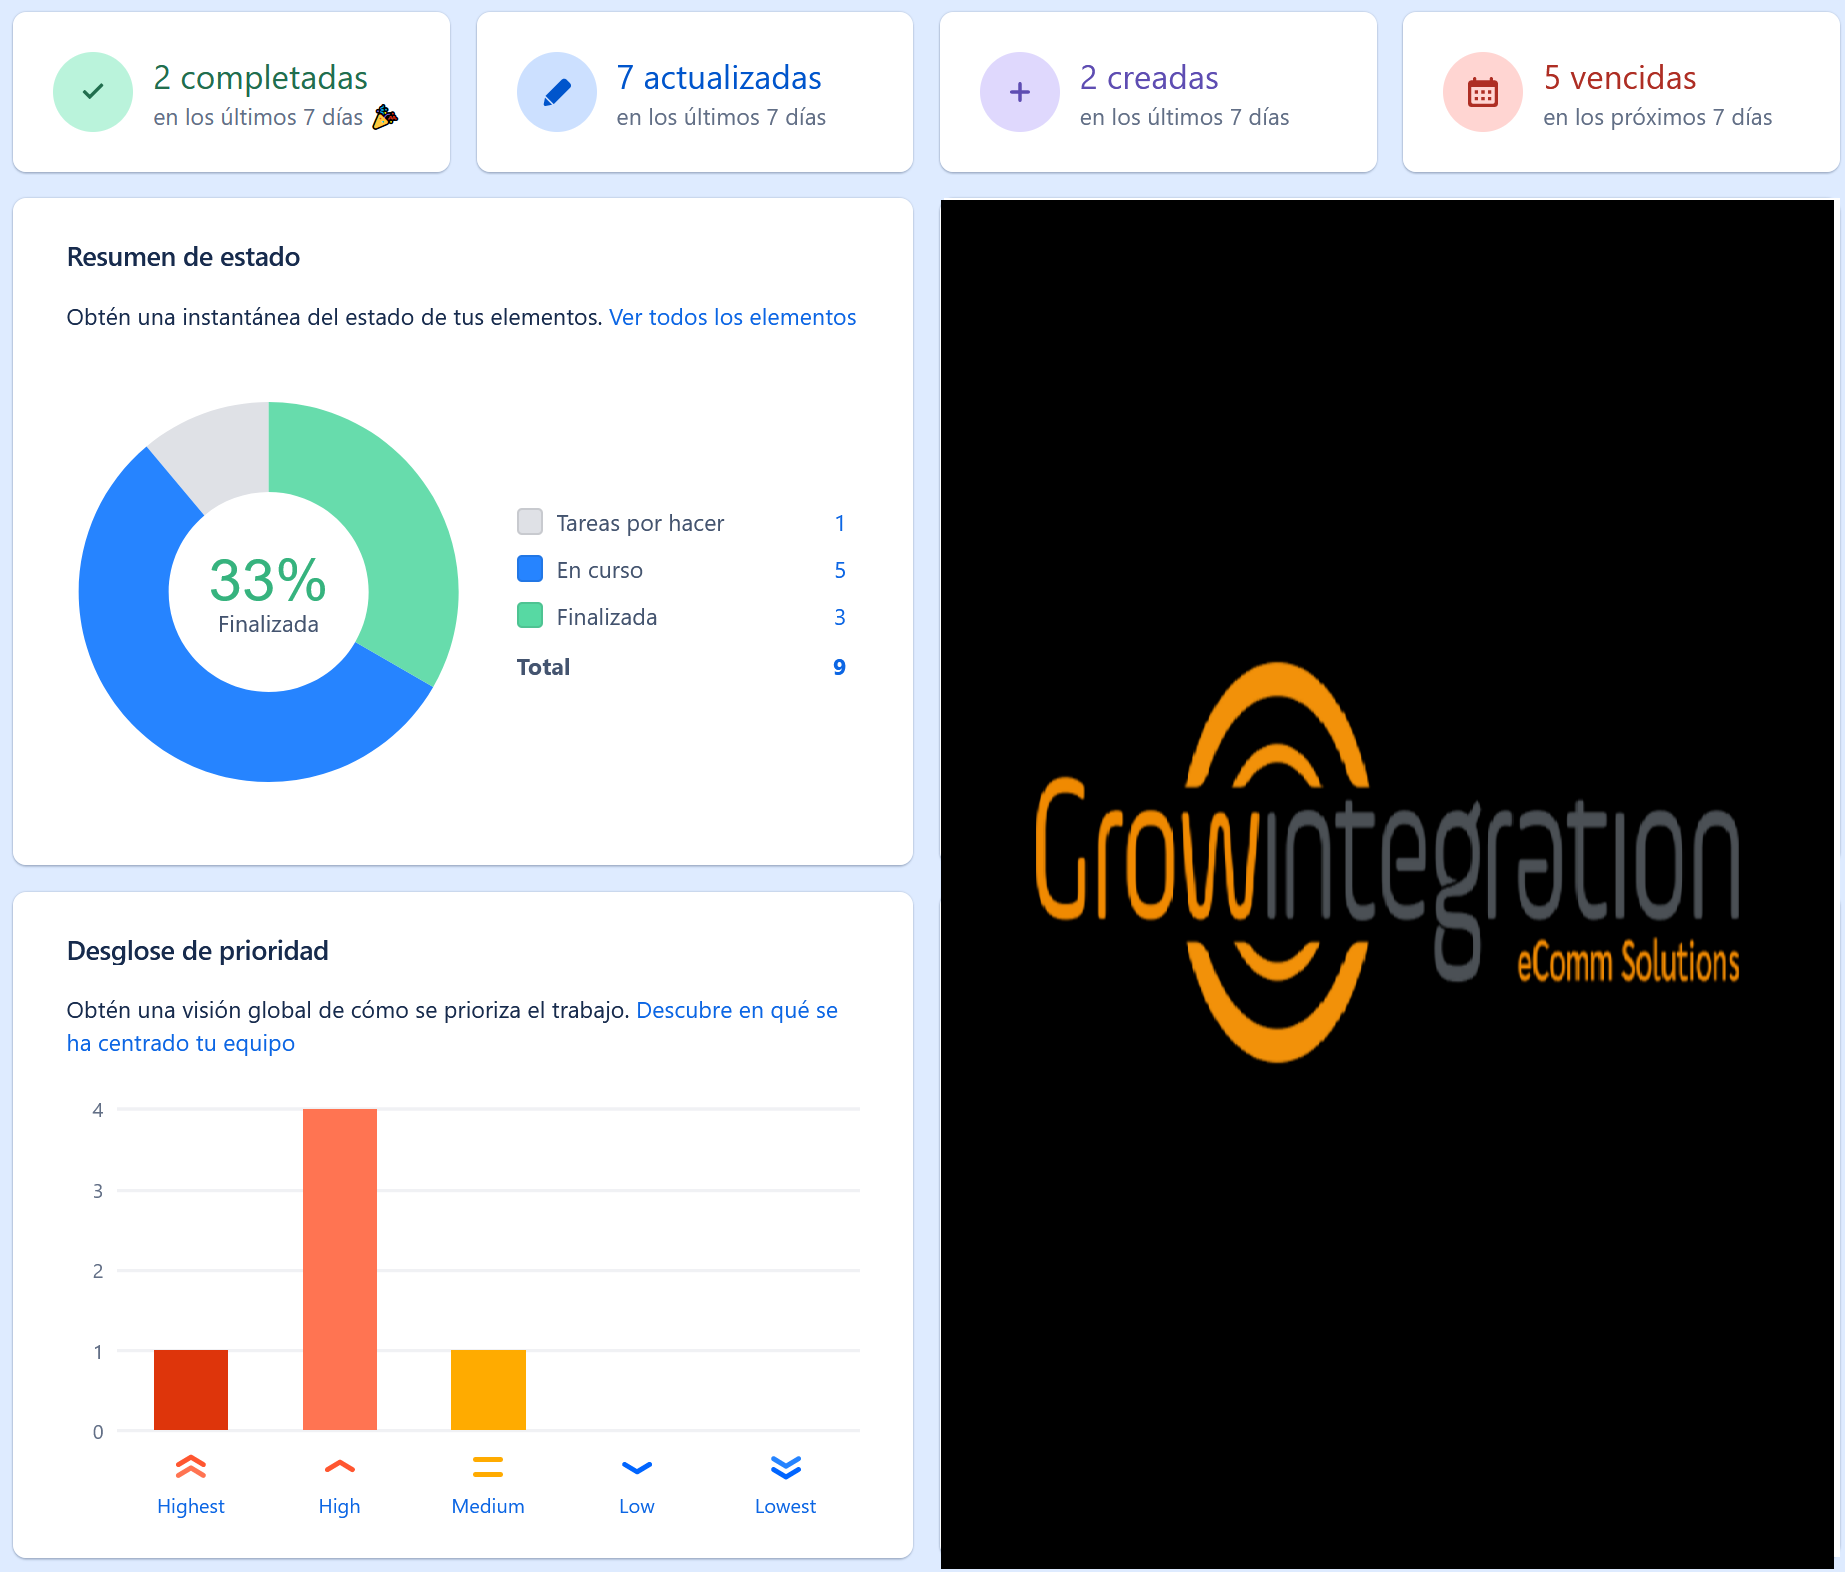 2 completadas
en los últimos 7 días
7 actualizadas
en los últimos 7 días
2 creadas
en los últimos 7 días
5 vencidas
en los próximos 7 días
Resumen de estado
Obtén una instantánea del estado de tus elementos. Ver todos los elementos
33%
Finalizada
Tareas por hacer 1
En curso 5
Finalizada 3
Total 9
Desglose de prioridad
Obtén una visión global de cómo se prioriza el trabajo. Descubre en qué se
ha centrado tu equipo
4
3
2
1
0
Highest High Medium Low Lowest
Growintegration
eComm Solutions